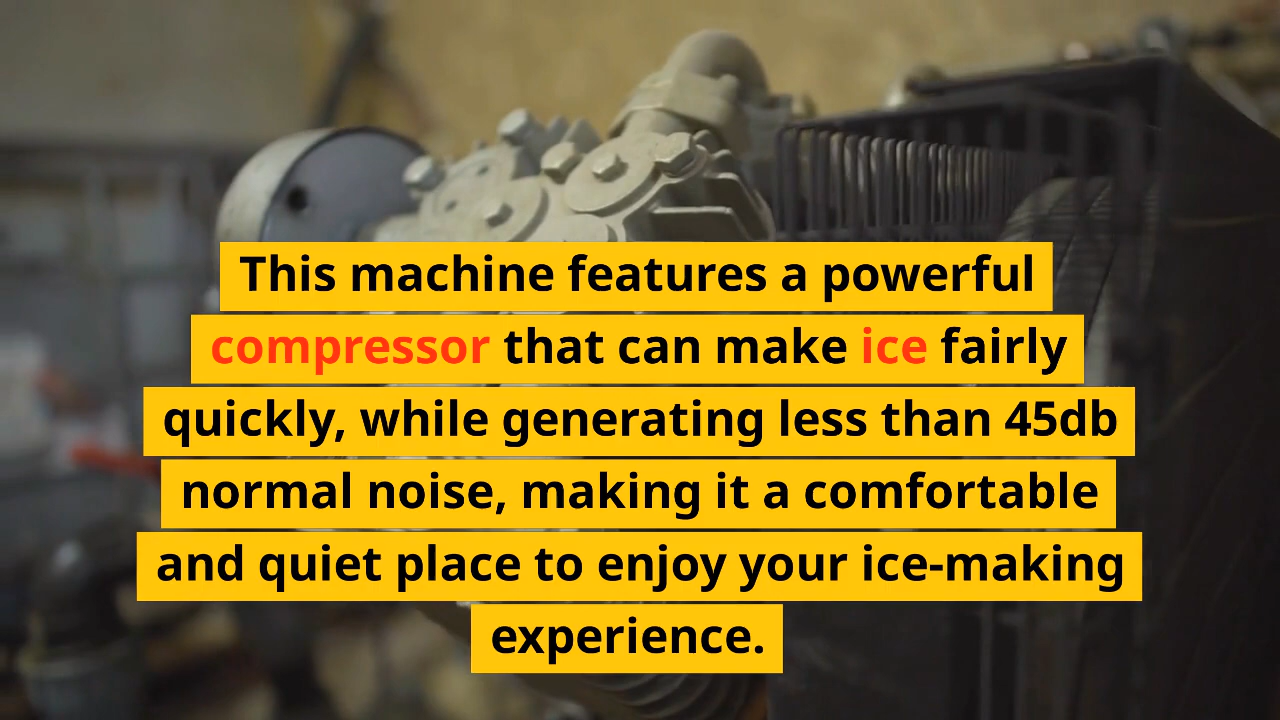 This machine features a powerful
compressor that can make ice fairly
quickly, while generating less than 45db
normal noise, making it a comfortable
and quiet place to enjoy your ice-making
experience.